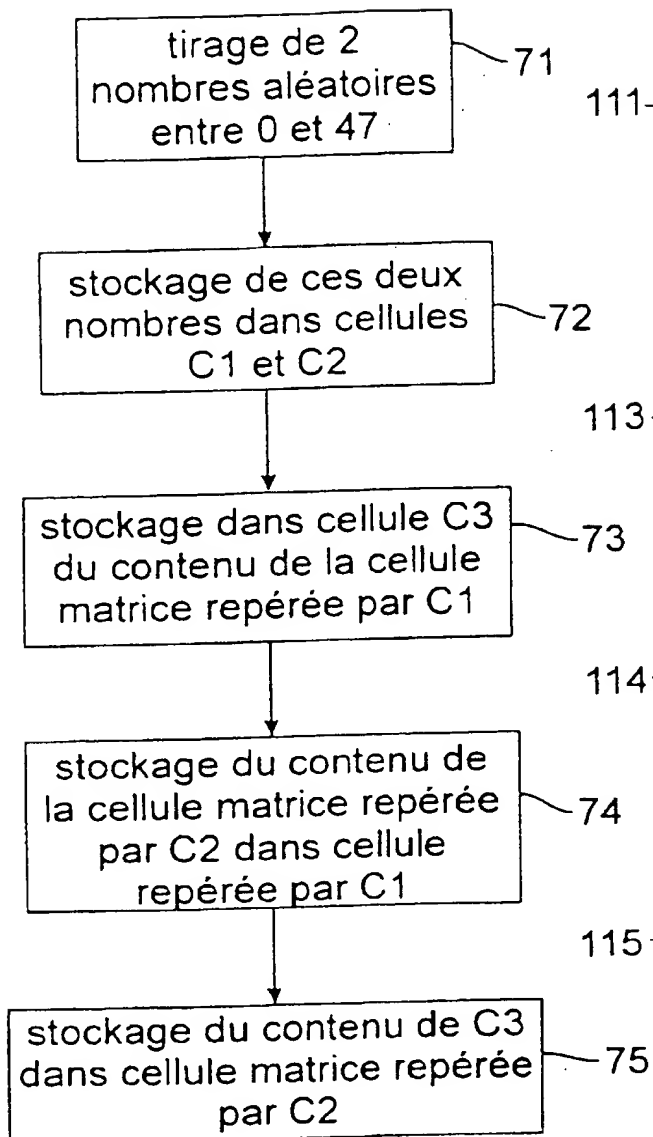 tirage de 2
nombres aléatoires
entre 0 et 47
71
111
stockage de ces deux
nombres dans cellules
C1 et C2
72
113
stockage dans cellule C3
du contenu de la cellule
matrice repérée par C1
73
114
stockage du contenu de
la cellule matrice repérée
par C2 dans cellule
repérée par C1
74
115
stockage du contenu de C3
dans cellule matrice repérée
par C2
75